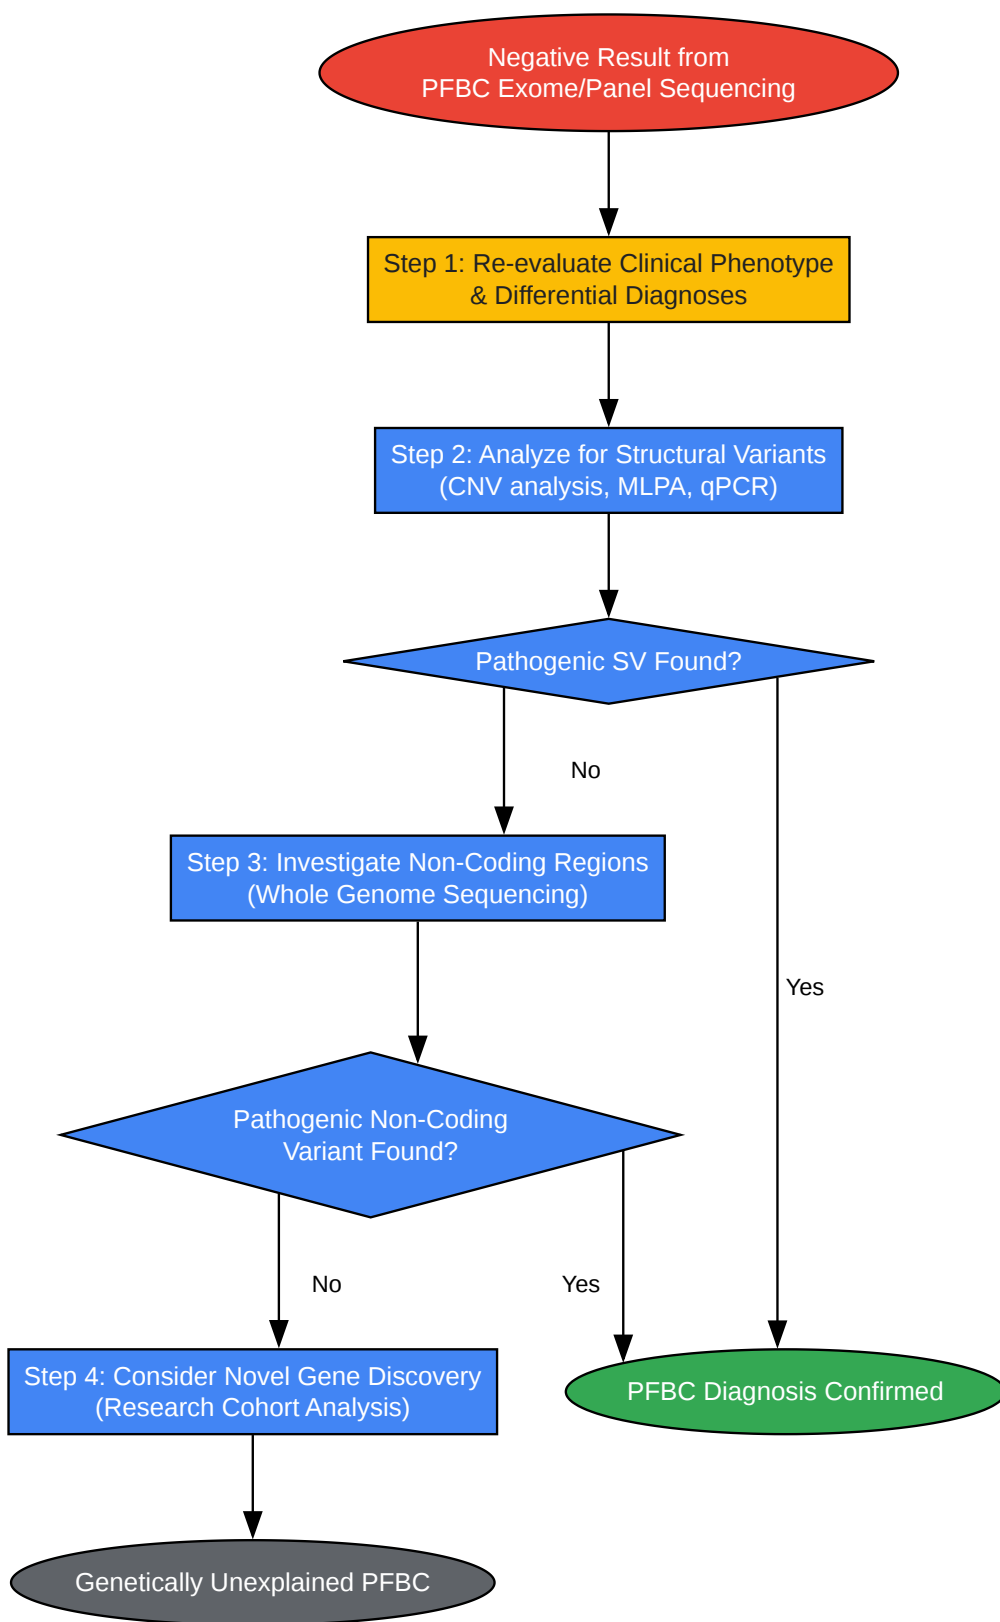 Negative Result from
PFBC Exome/Panel Sequencing
Step 1: Re-evaluate Clinical Phenotype
& Differential Diagnoses
Step 2: Analyze for Structural Variants
(CNV analysis, MLPA, qPCR)
Pathogenic SV Found?
No
Step 3: Investigate Non-Coding Regions
(Whole Genome Sequencing)
Yes
Pathogenic Non-Coding
Variant Found?
No
Yes
Step 4: Consider Novel Gene Discovery
(Research Cohort Analysis)
PFBC Diagnosis Confirmed
Genetically Unexplained PFBC